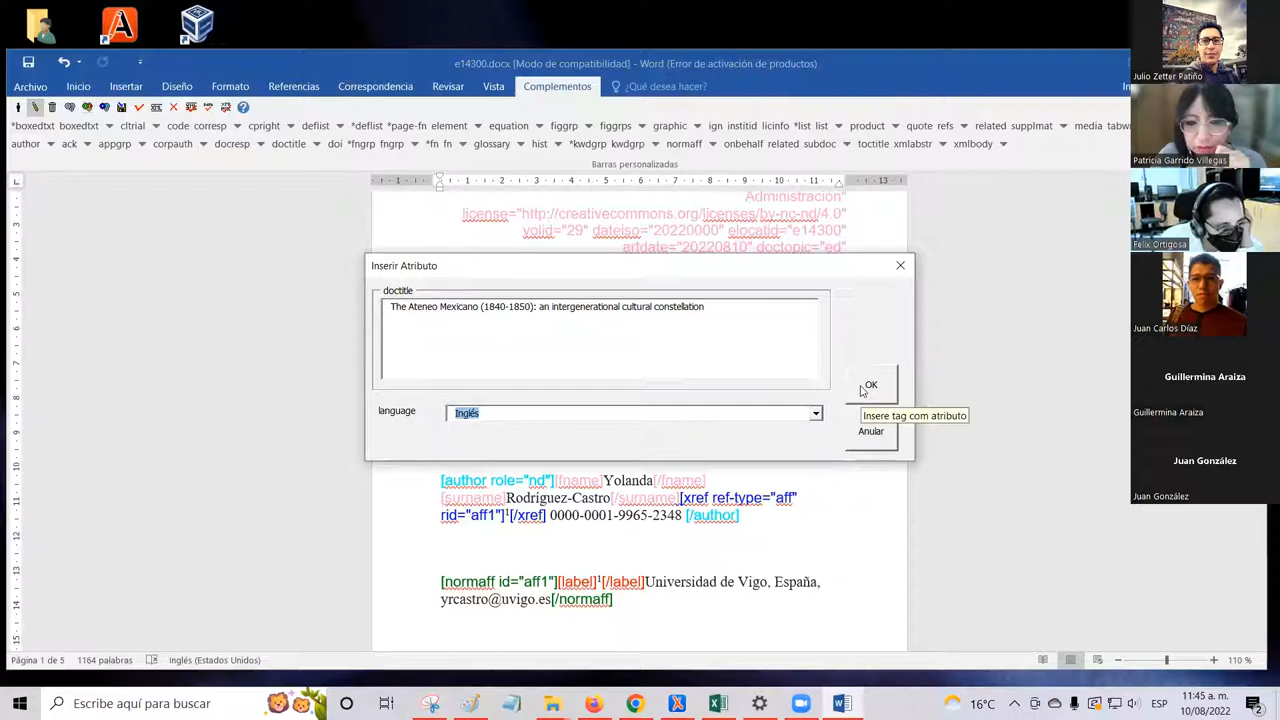 e14300.docx [Modo de compatibilidad] - Word (Error de activación de productos)
Archivo Inicio Insertar Diseño Formato Referencias Correspondencia Revisar Vista Complementos ¿Qué desea hacer?
*boxedtxt boxedtxt cltrial code corresp cpright deflist *deflist *page-fn element equation figgrp figgrps graphic ign institid licinfo *list list product quote refs related supplmat media tabw
author ack appgrp corpauth docresp doctitle doi *fngrp fngrp *fn fn glossary hist *kwdgrp kwdgrp normaff onbehalf related subdoc toctitle xmlabstr xmlbody
Barras personalizadas
Administración"
license="http://creativecommons.org/licenses/by-nc-nd/4.0"
volid="29" dateiso="20220000" elocatid="e14300"
artdate="20220810" doctopic="ed"
Inserir Atributo
doctitle
The Ateneo Mexicano (1840-1850): an intergenerational cultural constellation
OK
language
Inglés
Insere tag com atributo
Anular
[author role="nd"][fname]Yolanda[/fname]
[surname]Rodríguez-Castro[/surname][xref ref-type="aff"
rid="aff1"]1[/xref] 0000-0001-9965-2348 [/author]
[normaff id="aff1"][label]1[/label]Universidad de Vigo, España,
yrcastro@uvigo.es[/normaff]
Página 1 de 5 1164 palabras Inglés (Estados Unidos) 110 %
Escribe aquí para buscar
16°C
ESP
11:45 a. m.
10/08/2022
2
Julio Zetter Patiño
Patricia Garrido Villegas
Felix Ortigosa
Juan Carlos Díaz
Guillermina Araiza
Guillermina Araiza
Juan González
Juan González